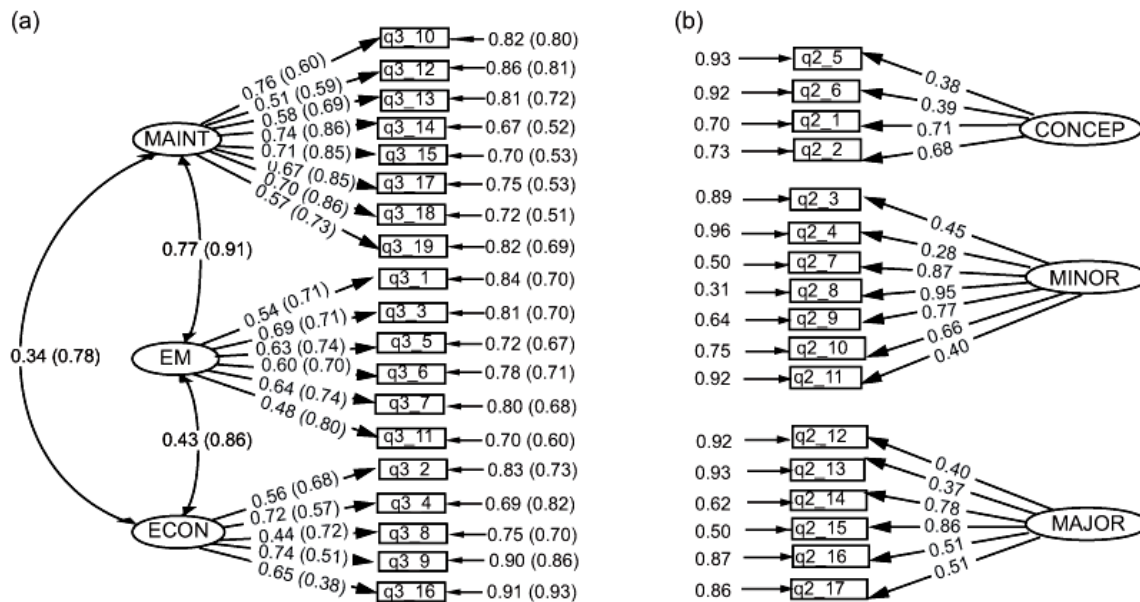 (a)
q3_10 0.82 (0.80)
0.76 (0.60)
q3_12 0.86 (0.81)
0.51 (0.59)
q3_13 0.81 (0.72)
0.58 (0.69)
MAINT
0.74 (0.86)
q3_14 0.67 (0.52)
0.71 (0.85)
q3_15 0.70 (0.53)
0.67 (0.85)
q3_17 0.75 (0.53)
0.70 (0.86)
q3_18 0.72 (0.51)
0.57 (0.73)
q3_19 0.82 (0.69)
0.77 (0.91)
q3_1 0.84 (0.70)
0.54 (0.71)
q3_3 0.81 (0.70)
0.69 (0.71)
q3_5 0.72 (0.67)
0.63 (0.74)
0.34 (0.78)
EM
0.60 (0.70)
q3_6 0.78 (0.71)
0.64 (0.74)
q3_7 0.80 (0.68)
0.48 (0.80)
q3_11 0.70 (0.60)
0.43 (0.86)
q3_2 0.83 (0.73)
0.56 (0.68)
q3_4 0.69 (0.82)
0.72 (0.57)
ECON
0.44 (0.72)
q3_8 0.75 (0.70)
0.74 (0.51)
q3_9 0.90 (0.86)
0.65 (0.38)
q3_16 0.91 (0.93)
(b)
0.93 q2_5 0.38
0.92 q2_6 0.39
0.70 q2_1 0.71
CONCEP
0.73 q2_2 0.68
0.89 q2_3 0.45
0.96 q2_4 0.28
0.50 q2_7 0.87
MINOR
0.31 q2_8 0.95
0.64 q2_9 0.77
0.75 q2_10 0.66
0.92 q2_11 0.40
0.92 q2_12 0.40
0.93 q2_13 0.37
0.62 q2_14 0.78
MAJOR
0.50 q2_15 0.86
0.87 q2_16 0.51
0.86 q2_17 0.51